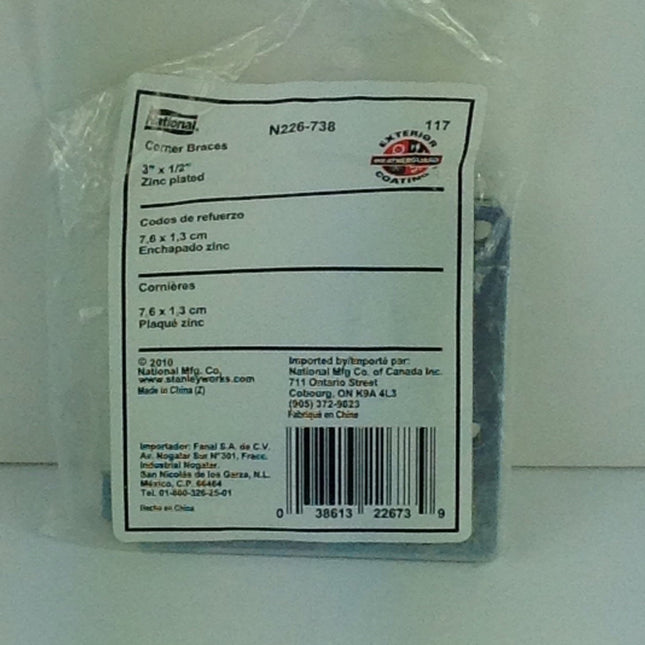 National.
N226-738
117
Corner Braces
3" x 1/2"
Zinc plated
EXTERIOR
WEATHERGUARD
COATING
Codos de refuerzo
7,6 x 1,3 cm
Enchapado zinc
Cornières
7,6 x 1,3 cm
Plaqué zinc
© 2010
National Mfg. Co.
www.stanleyworks.com
Made in China (Z)
Imported by/Importé par:
National Mfg Co. of Canada Inc.
711 Ontario Street
Cobourg, ON K9A 4L3
(905) 372-9823
Fabriqué en Chine
Importador: Fanal S.A. de C.V.
Av. Nogalar Sur N°301, Fracc.
Industrial Nogalar.
San Nicolás de los Garza, N.L.
México, C.P. 66484
Tel. 01-800-326-25-01
Hecho en China
0 38613 22673 9